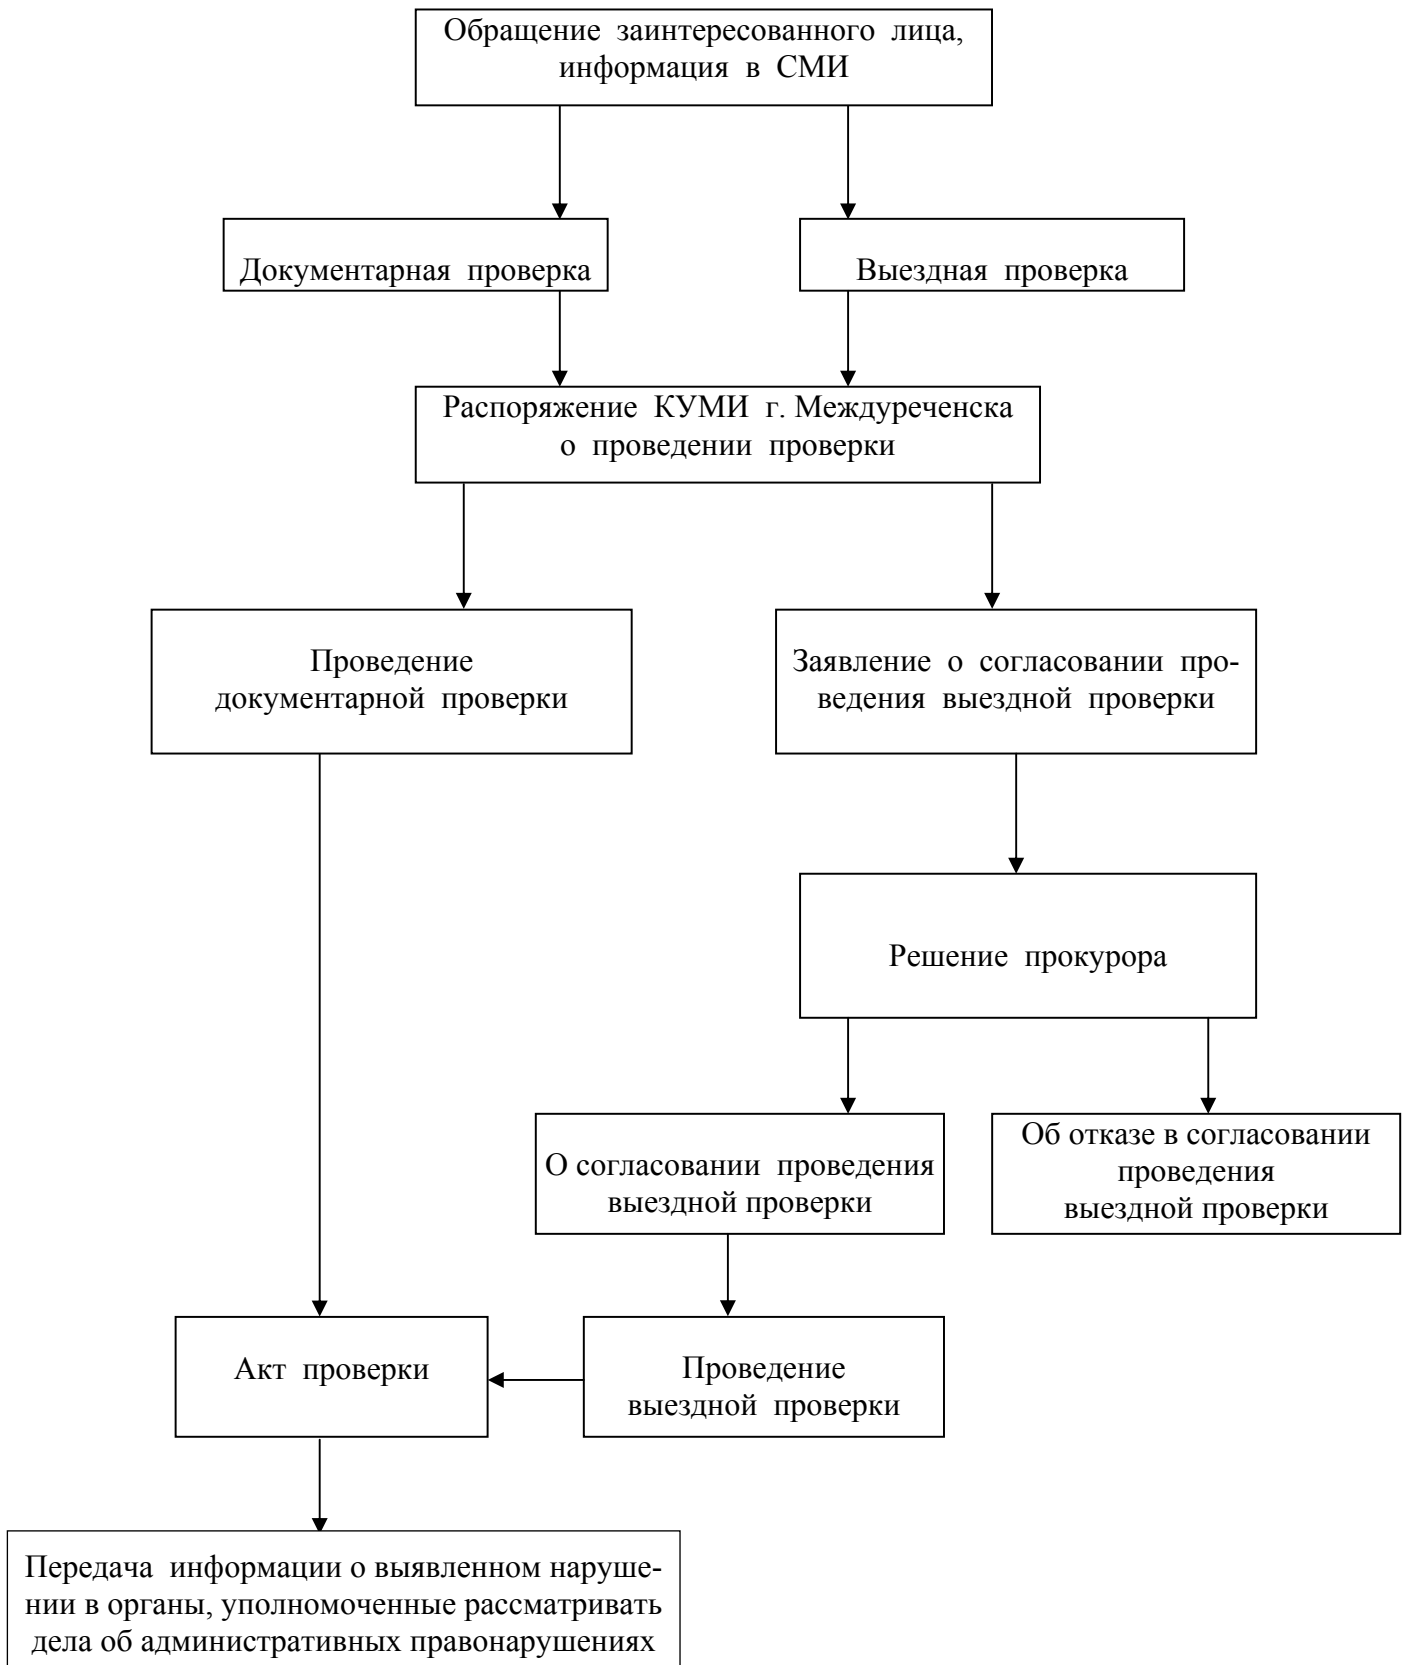 Обращение заинтересованного лица,
информация в СМИ
Документарная проверка
Выездная проверка
Распоряжение КУМИ г. Междуреченска
о проведении проверки
Проведение
документарной проверки
Заявление о согласовании про-
ведения выездной проверки
Решение прокурора
О согласовании проведения
выездной проверки
Об отказе в согласовании
проведения
выездной проверки
Акт проверки
Проведение
выездной проверки
Передача информации о выявленном наруше-
нии в органы, уполномоченные рассматривать
дела об административных правонарушениях